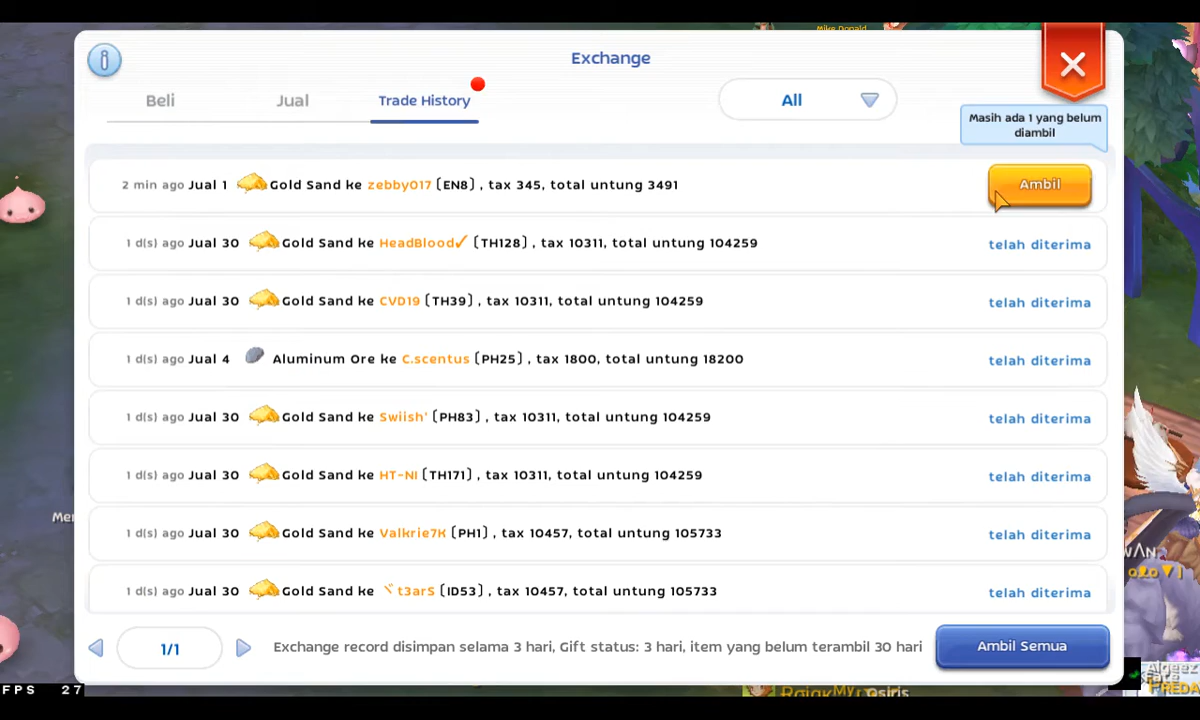 Mike Donald
Exchange
Beli
Jual
Trade History
All
Masih ada 1 yang belum
diambil
2 min ago Jual 1 Gold Sand ke zebby017 (EN8) , tax 345, total untung 3491
Ambil
1 d(s) ago Jual 30 Gold Sand ke HeadBlood✓ (TH128) , tax 10311, total untung 104259
telah diterima
1 d(s) ago Jual 30 Gold Sand ke CVD19 (TH39) , tax 10311, total untung 104259
telah diterima
1 d(s) ago Jual 4 Aluminum Ore ke C.scentus (PH25) , tax 1800, total untung 18200
telah diterima
1 d(s) ago Jual 30 Gold Sand ke Swiish' (PH83) , tax 10311, total untung 104259
telah diterima
1 d(s) ago Jual 30 Gold Sand ke HT-NI (TH171) , tax 10311, total untung 104259
telah diterima
1 d(s) ago Jual 30 Gold Sand ke Valkrie7K (PH1) , tax 10457, total untung 105733
telah diterima
1 d(s) ago Jual 30 Gold Sand ke ヾt3arS (ID53) , tax 10457, total untung 105733
telah diterima
1/1
Exchange record disimpan selama 3 hari, Gift status: 3 hari, item yang belum terambil 30 hari
Ambil Semua
FPS 27